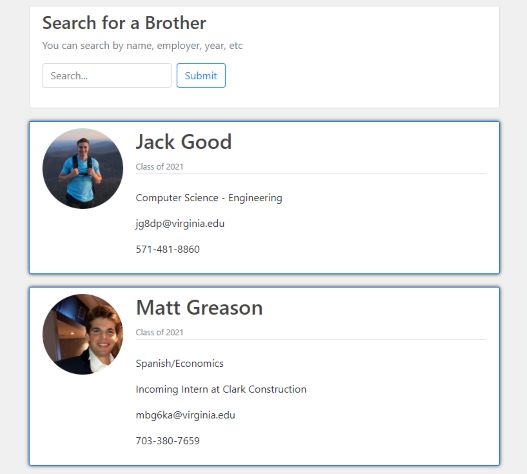 Search for a Brother
You can search by name, employer, year, etc
Search...
Submit
Jack Good
Class of 2021
Computer Science - Engineering
jg8dp@virginia.edu
571-481-8860
Matt Greason
Class of 2021
Spanish/Economics
Incoming Intern at Clark Construction
mbg6ka@virginia.edu
703-380-7659